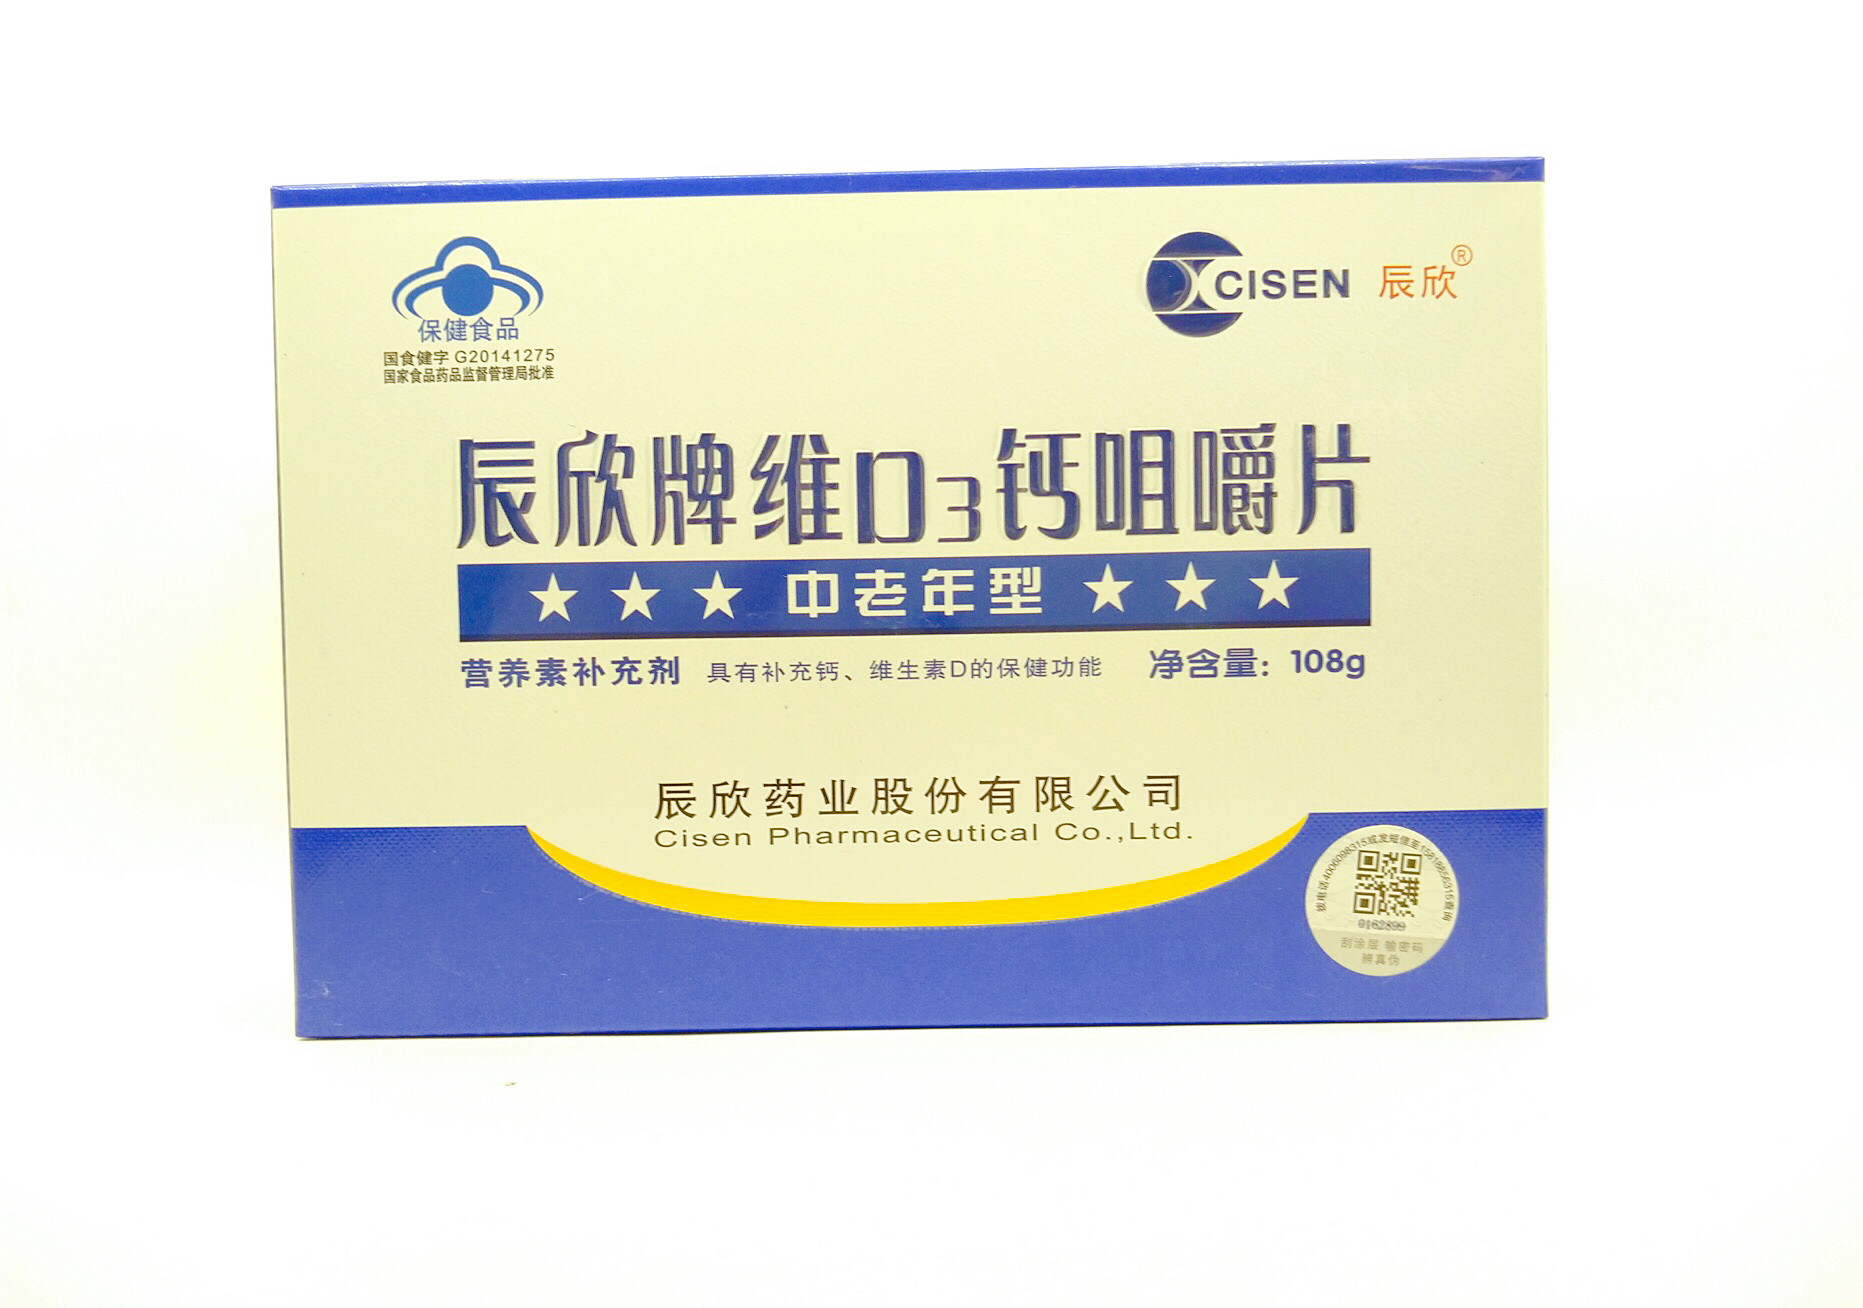 保健食品
国食健字 G20141275
国家食品药品监督管理局批准
CISEN 辰欣®
辰欣牌维D3钙咀嚼片
★★★ 中老年型 ★★★
营养素补充剂 具有补充钙、维生素D的保健功能 净含量：108g
辰欣药业股份有限公司
Cisen Pharmaceutical Co.,Ltd.
0162899
刮涂层 输密码
辨真伪